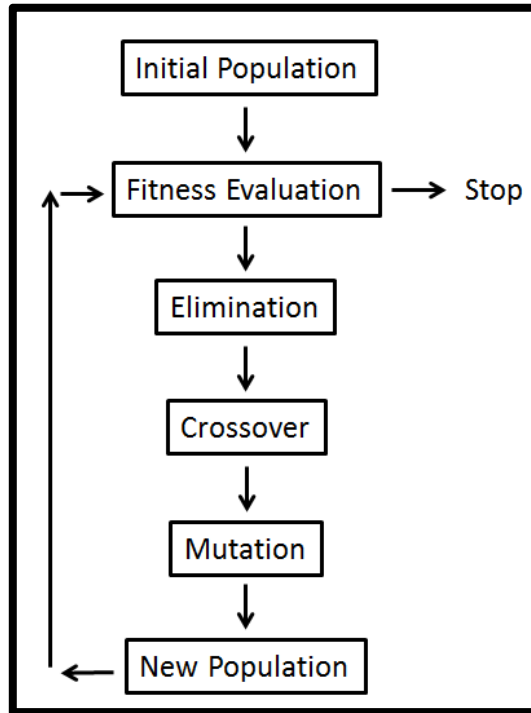 Initial Population
Fitness Evaluation
Stop
Elimination
Crossover
Mutation
New Population